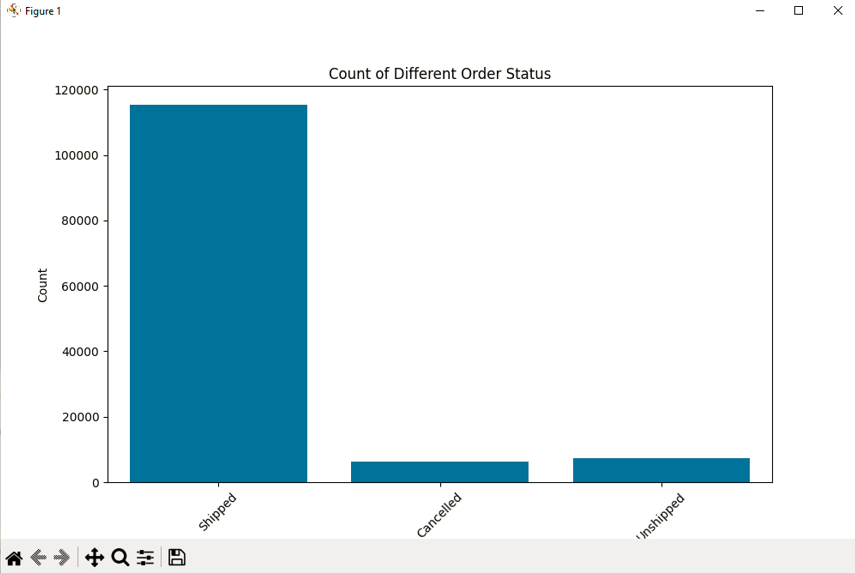 Figure 1
Count of Different Order Status
120000
100000
80000
60000
40000
20000
0
Count
Shipped
Cancelled
Unshipped